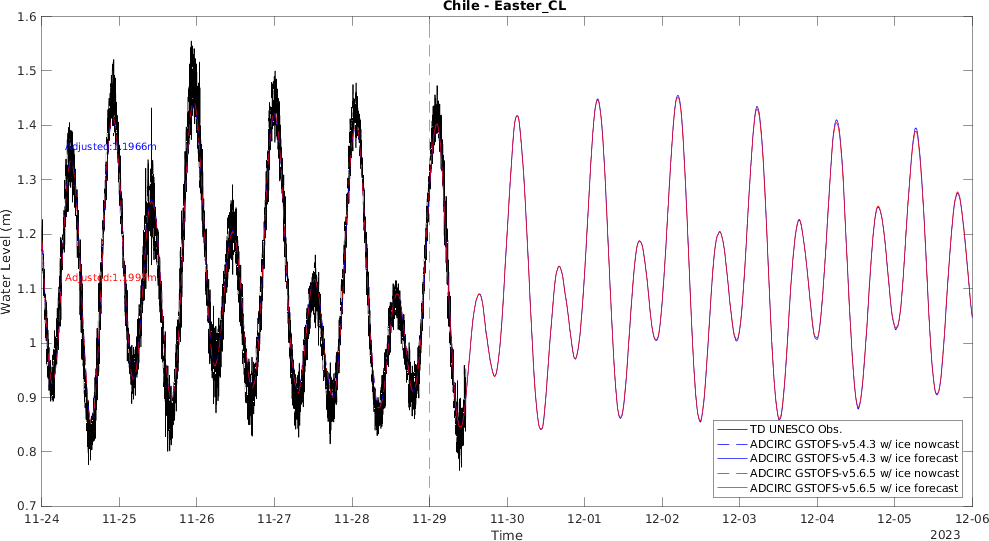 Chile - Easter_CL
1.6
1.5
1.4
1.3
1.2
1.1
1
0.9
0.8
0.7
Water Level (m)
Adjusted:1.1966m
TD UNESCO Obs.
ADCIRC GSTOFS-v5.4.3 w/ ice nowcast
ADCIRC GSTOFS-v5.4.3 w/ ice forecast
ADCIRC GSTOFS-v5.6.5 w/ ice nowcast
ADCIRC GSTOFS-v5.6.5 w/ ice forecast
11-24 11-25 11-26 11-27 11-28 11-29 11-30 12-01 12-02 12-03 12-04 12-05 12-06
Time
2023